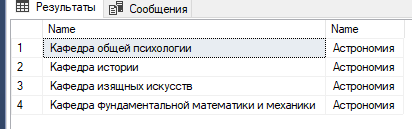 Результаты Сообщения
Name Name
1 Кафедра общей психологии Астрономия
2 Кафедра истории Астрономия
3 Кафедра изящных искусств Астрономия
4 Кафедра фундаментальной математики и механики Астрономия